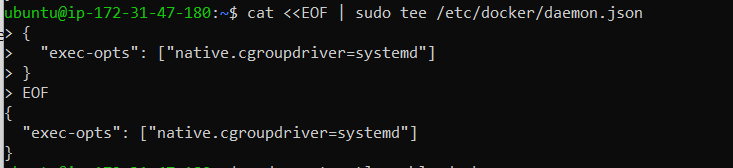 ubuntu@ip-172-31-47-180:~$ cat <<EOF | sudo tee /etc/docker/daemon.json
> {
>   "exec-opts": ["native.cgroupdriver=systemd"]
> }
> EOF
{
  "exec-opts": ["native.cgroupdriver=systemd"]
}